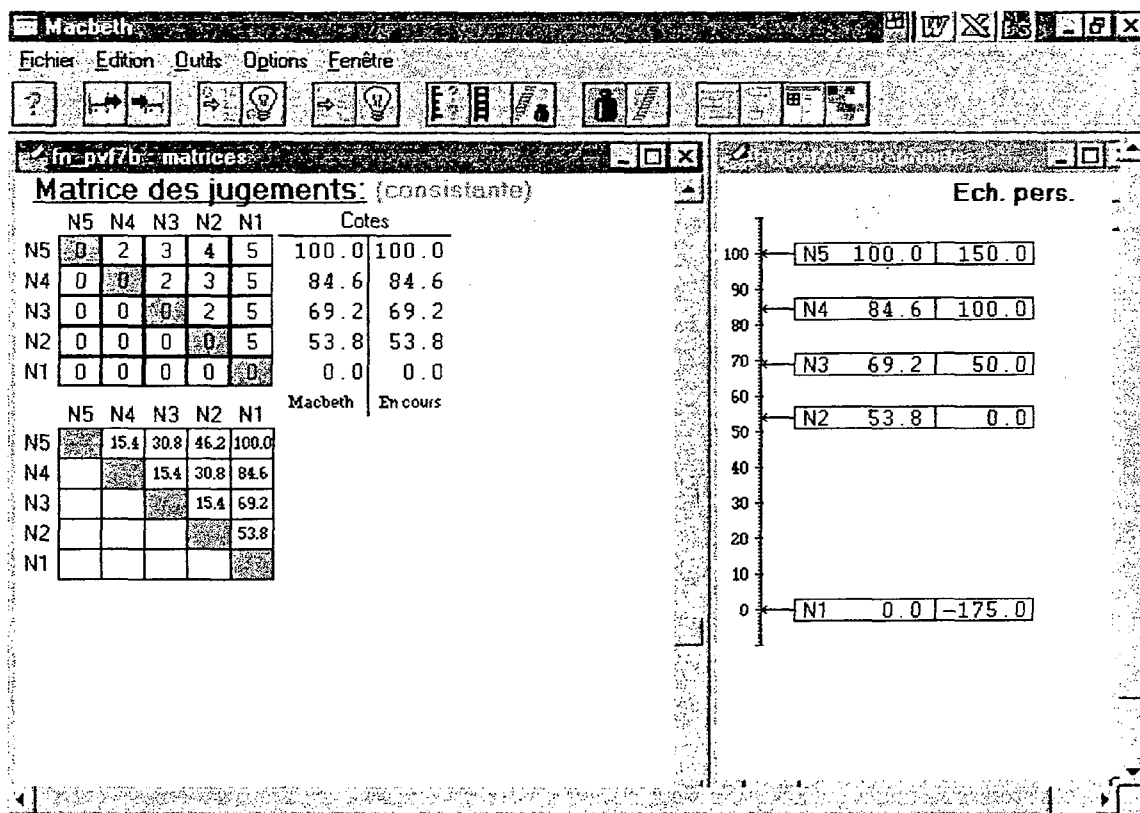 Macbeth
W
Fichier Edition Outils Options Fenêtre
?
fn_pvf7b : matrices
Matrice des jugements: (consistante)
N5 N4 N3 N2 N1 Cotes
N5 0 2 3 4 5 100.0 100.0
N4 0 0 2 3 5 84.6 84.6
N3 0 0 0 2 5 69.2 69.2
N2 0 0 0 0 5 53.8 53.8
N1 0 0 0 0 0 0.0 0.0
Macbeth En cours
N5 N4 N3 N2 N1
N5 15.4 30.8 46.2 100.0
N4 15.4 30.8 84.6
N3 15.4 69.2
N2 53.8
N1
Ech. pers.
100 N5 100.0 150.0
90
N4 84.6 100.0
80
70 N3 69.2 50.0
60
N2 53.8 0.0
50
40
30
20
10
0 N1 0.0 -175.0